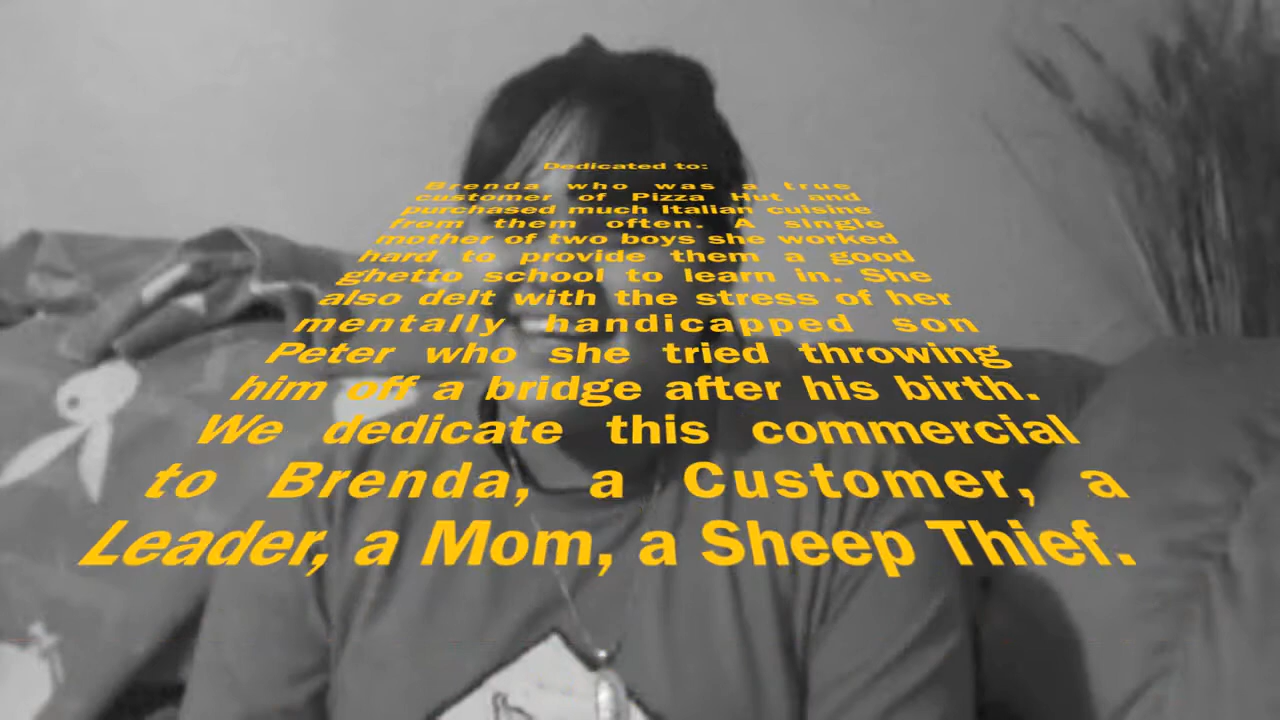 Dedicated to:
Brenda who was a true
customer of Pizza Hut and
purchased much Italian cuisine
from them often. A single
mother of two boys she worked
hard to provide them a good
ghetto school to learn in. She
also delt with the stress of her
mentally handicapped son
Peter who she tried throwing
him off a bridge after his birth.
We dedicate this commercial
to Brenda, a Customer, a
Leader, a Mom, a Sheep Thief.